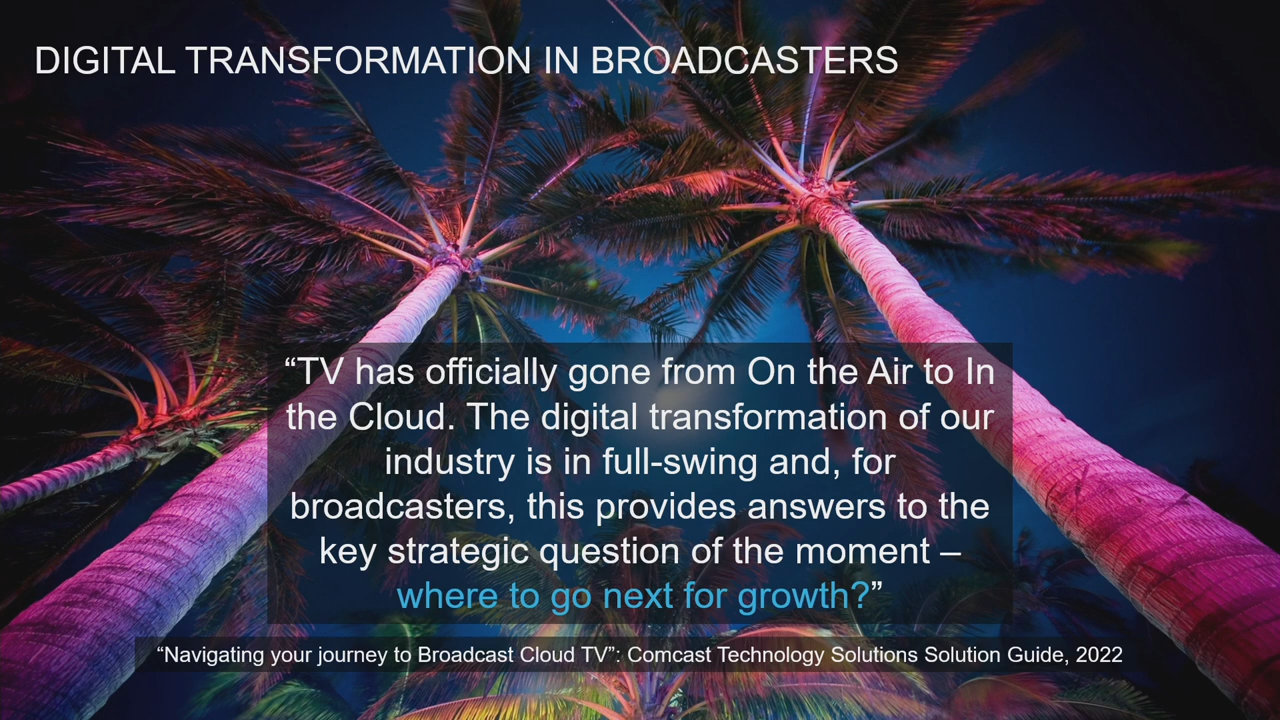 DIGITAL TRANSFORMATION IN BROADCASTERS
“TV has officially gone from On the Air to In
the Cloud. The digital transformation of our
industry is in full-swing and, for
broadcasters, this provides answers to the
key strategic question of the moment –
where to go next for growth?”
“Navigating your journey to Broadcast Cloud TV”: Comcast Technology Solutions Solution Guide, 2022